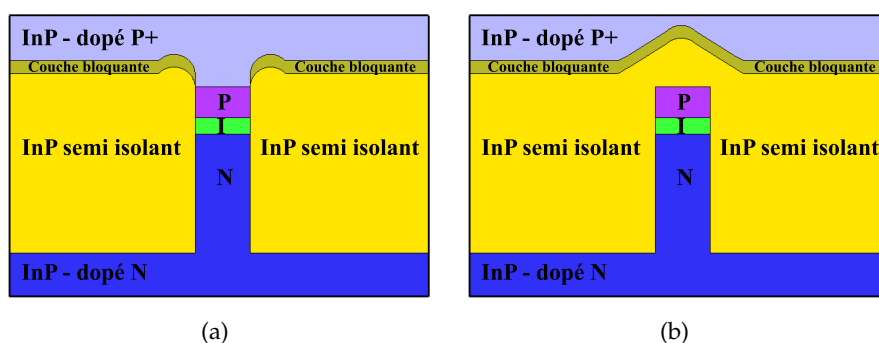 InP - dopé P+
Couche bloquante
Couche bloquante
P
I
InP semi isolant
InP semi isolant
N
InP - dopé N
(a)
InP - dopé P+
Couche bloquante
Couche bloquante
P
I
InP semi isolant
InP semi isolant
N
InP - dopé N
(b)